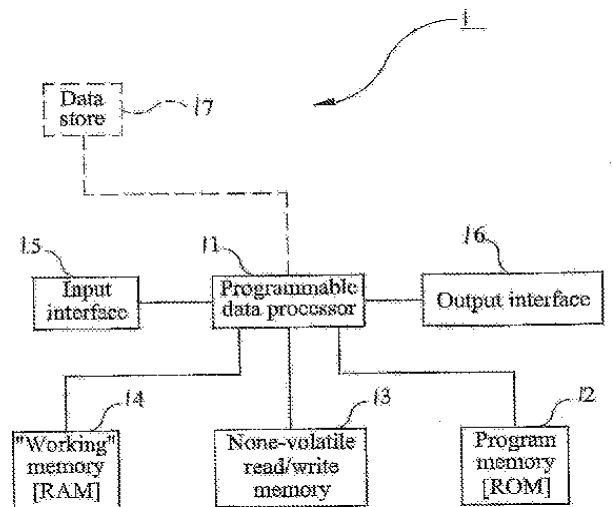 1
Data
store
17
15
11
16
Input
interface
Programmable
data processor
Output interface
14
13
12
"Working"
memory
[RAM]
None-volatile
read/write
memory
Program
memory
[ROM]